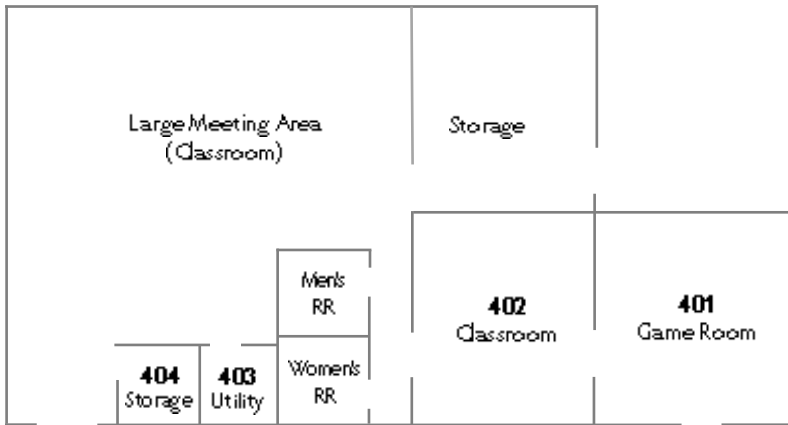 Large Meeting Area
(Classroom)
Storage
Men's
RR
402
Classroom
401
Game Room
404
Storage
403
Utility
Women's
RR